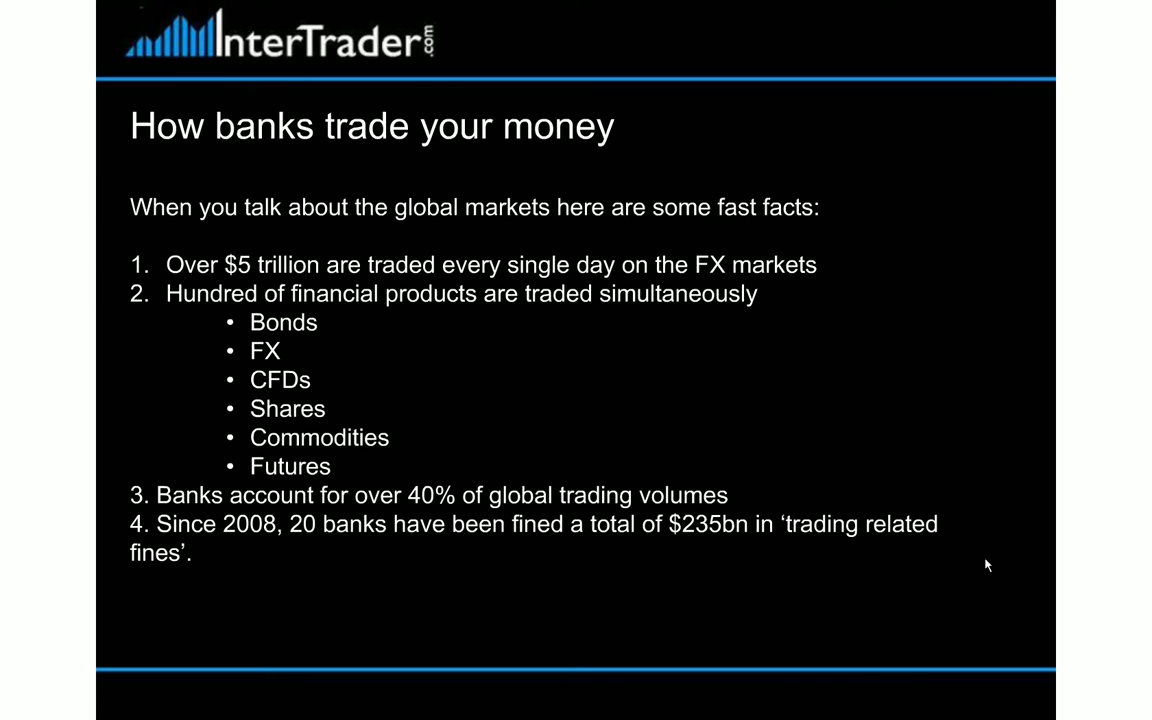 InterTrader.com
How banks trade your money
When you talk about the global markets here are some fast facts:
1. Over $5 trillion are traded every single day on the FX markets
2. Hundred of financial products are traded simultaneously
• Bonds
• FX
• CFDs
• Shares
• Commodities
• Futures
3. Banks account for over 40% of global trading volumes
4. Since 2008, 20 banks have been fined a total of $235bn in ‘trading related
fines’.